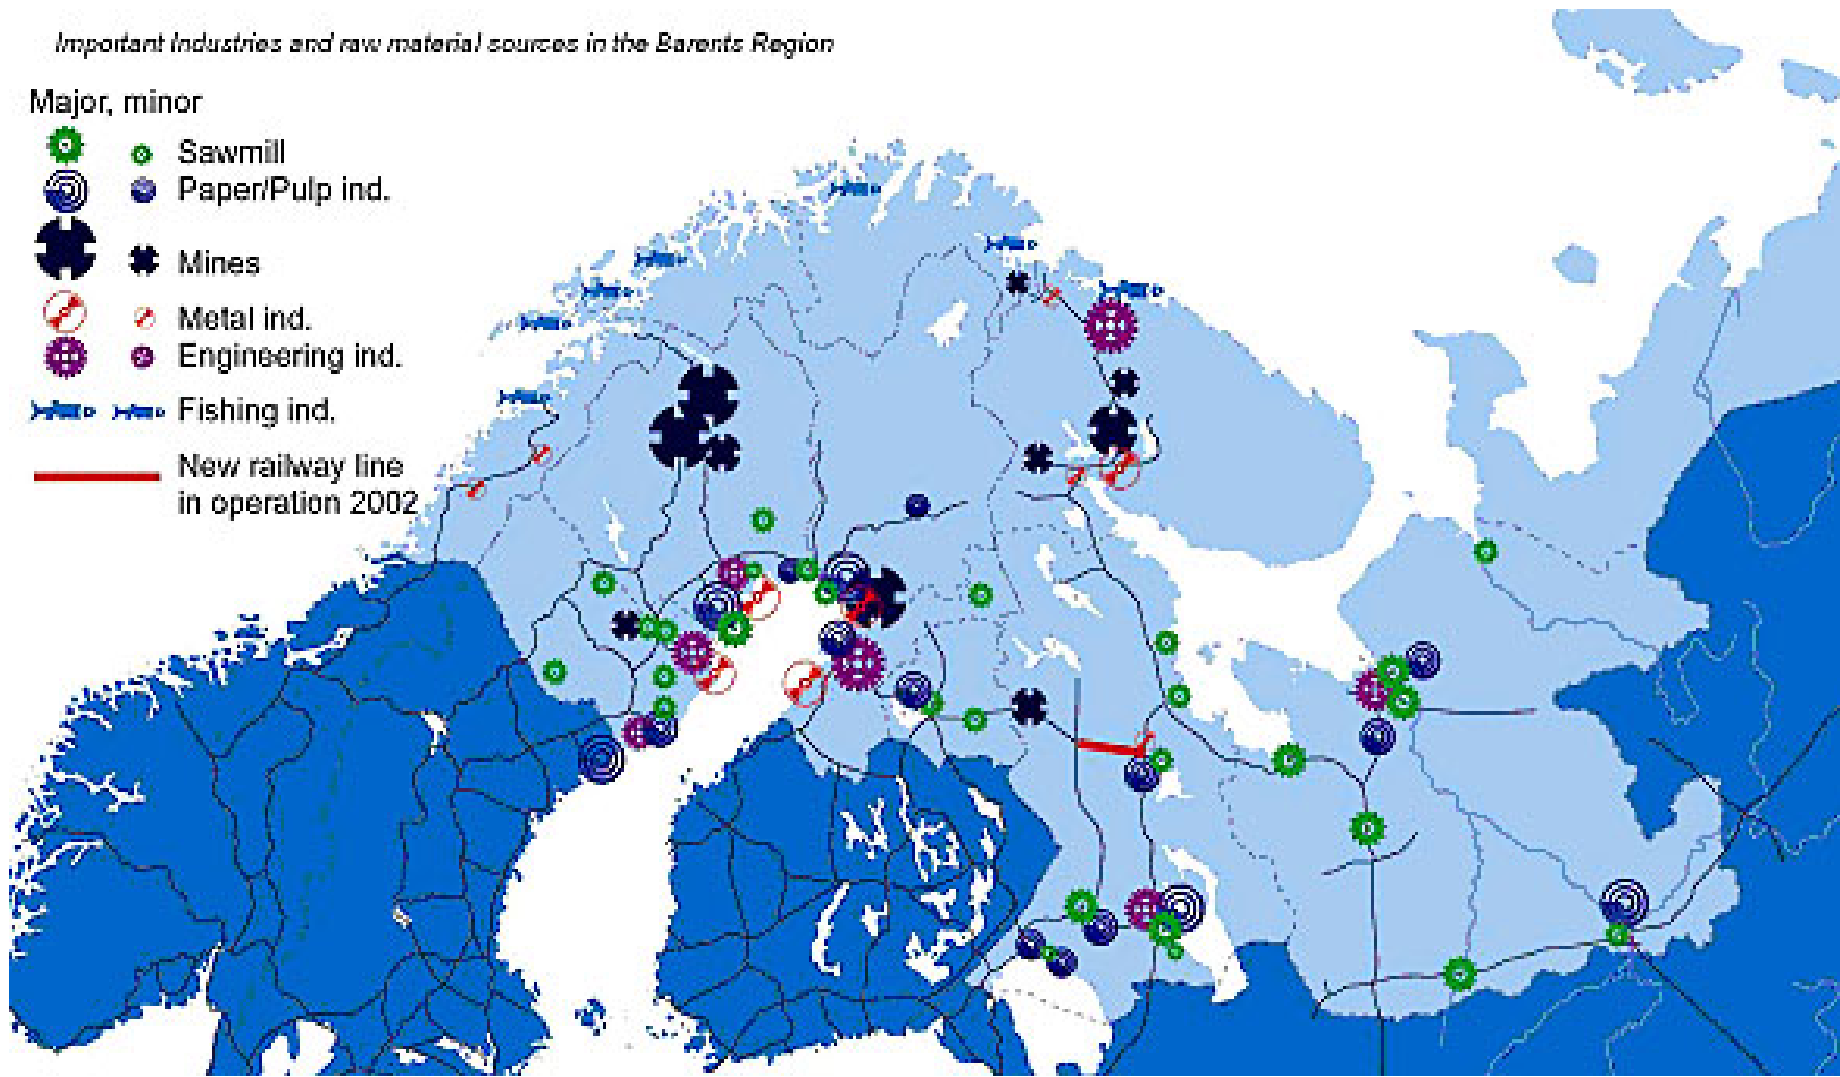 Important Industries and raw material sources in the Barents Region
Major, minor
Sawmill
Paper/Pulp ind.
Mines
Metal ind.
Engineering ind.
Fishing ind.
New railway line
in operation 2002